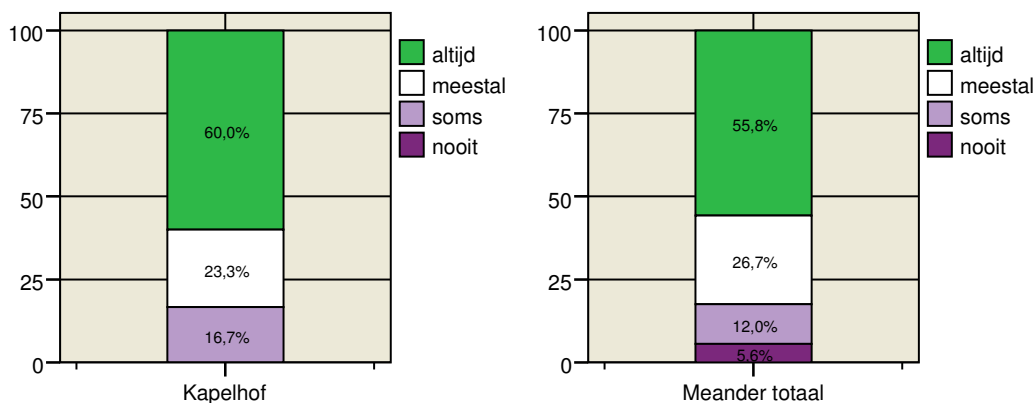 100
75
50
25
0
60,0%
23,3%
16,7%
Kapelhof
altijd
meestal
soms
nooit
100
75
50
25
0
55,8%
26,7%
12,0%
5,6%
Meander totaal
altijd
meestal
soms
nooit